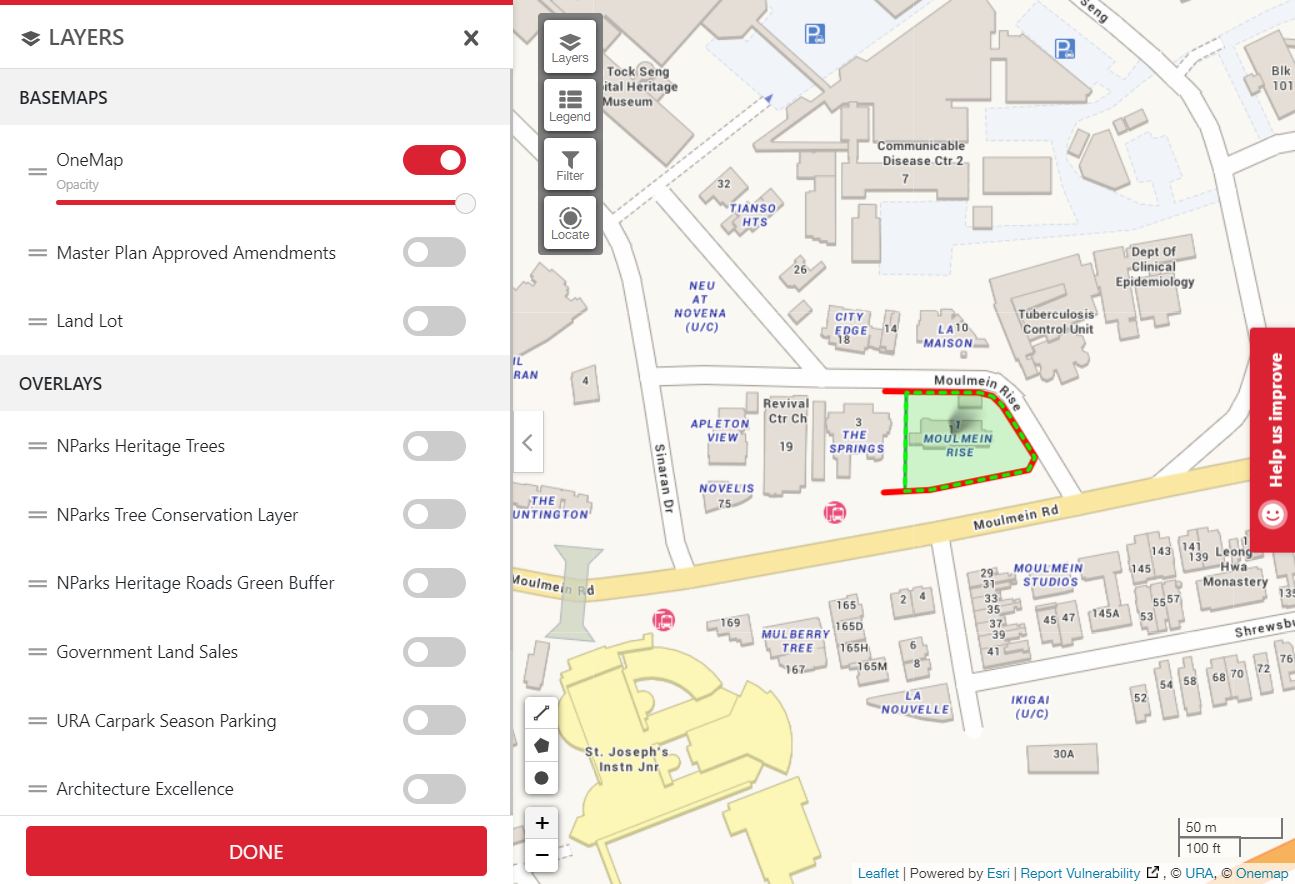 LAYERS
BASEMAPS
OneMap
Opacity
Master Plan Approved Amendments
Land Lot
OVERLAYS
NParks Heritage Trees
NParks Tree Conservation Layer
NParks Heritage Roads Green Buffer
Government Land Sales
URA Carpark Season Parking
Architecture Excellence
DONE
Layers
Legend
Filter
Locate
Seng
Tock Seng
ital Heritage
Museum
Blk
101
Communicable
Disease Ctr 2
7
32
TIANSO
HTS
26
NEU
AT
NOVENA
(U/C)
Dept Of
Clinical
Epidemiology
Tuberculosis
Control Unit
CITY
EDGE
18
14
LA
10
MAISON
IL
RAN
4
Moulmein Rise
Revival
Ctr Ch
19
APLETON
VIEW
3
THE
SPRINGS
1
MOULMEIN
RISE
NOVELIS
75
Sinaran Dr
THE
UNTINGTON
Moulmein Rd
Moulmein Rd
Help us improve
29
31
33
35
37
39
41
MOULMEIN
STUDIOS
45 47
145A
143
145
141
139
1
Leong
Hwa
Monastery
135
55
57
53
2
4
165
165D
165H
165M
6
8
169
MULBERRY
TREE
167
LA
NOUVELLE
Shrewsbu
52
54
58
68
70
72
76
IKIGAI
(U/C)
30A
St. Joseph's
Instn Jnr
+
−
50 m
100 ft
Leaflet | Powered by Esri | Report Vulnerability , © URA, © Onemap